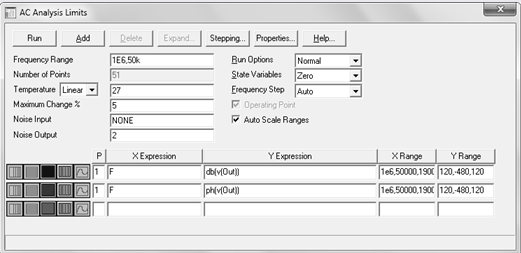 AC Analysis Limits
Run Add Delete Expand... Stepping... Properties... Help...
Frequency Range 1E6,50k Run Options Normal
Number of Points 51 State Variables Zero
Temperature Linear 27 Frequency Step Auto
Maximum Change % 5 Operating Point
Noise Input NONE Auto Scale Ranges
Noise Output 2
P X Expression Y Expression X Range Y Range
1 F db(v(Out)) 1e6,50000,190( 120,-480,120
1 F ph(v(Out)) 1e6,50000,190( 120,-480,120